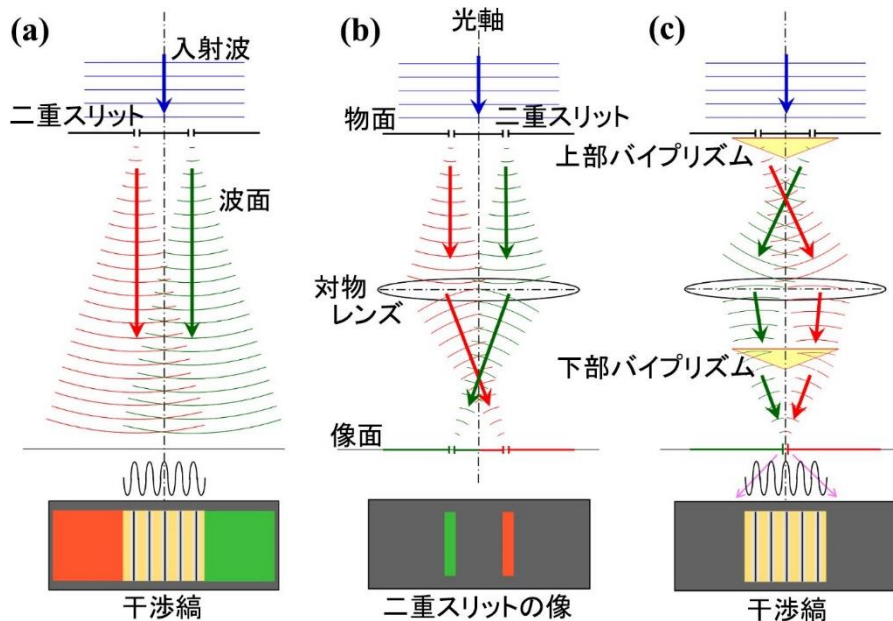 (a)
入射波
二重スリット
波面
干渉縞
(b)
光軸
物面
二重スリット
対物
レンズ
像面
二重スリットの像
(c)
上部バイプリズム
下部バイプリズム
干渉縞